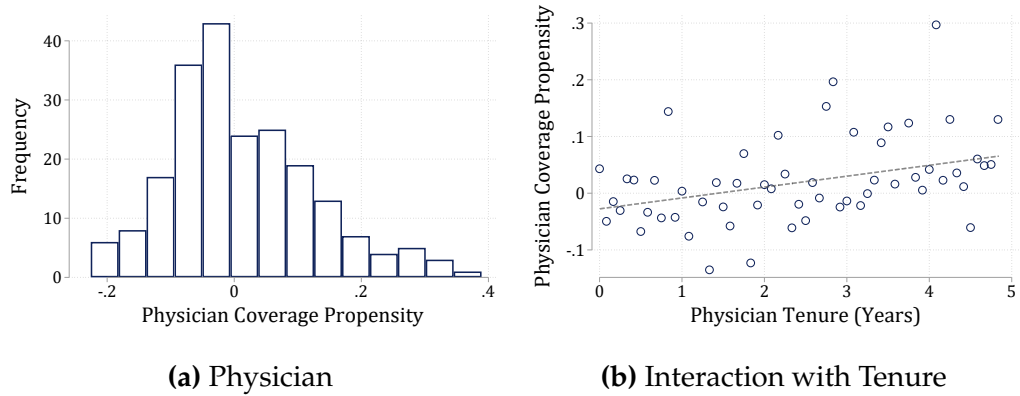 Frequency
40
30
20
10
0
-.2 0 .2 .4
Physician Coverage Propensity
(a) Physician
Physician Coverage Propensity
.3
.2
.1
0
-.1
0 1 2 3 4 5
Physician Tenure (Years)
(b) Interaction with Tenure